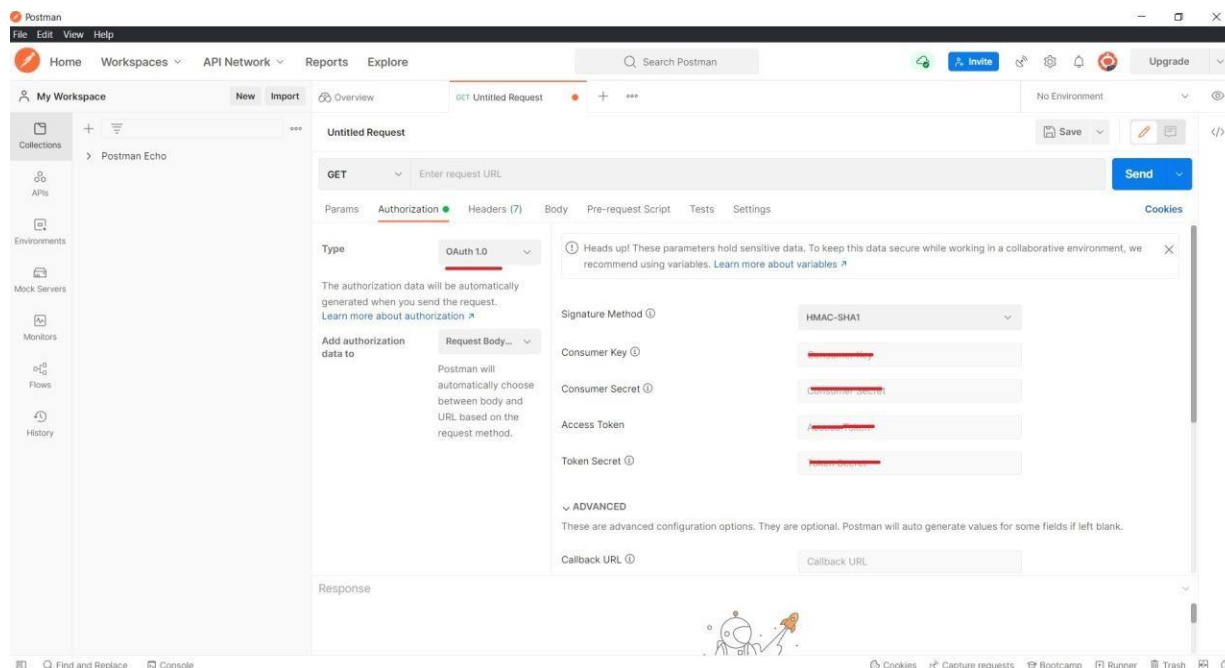 Postman
File Edit View Help
Home Workspaces API Network Reports Explore
Search Postman
Invite
Upgrade
My Workspace
New Import
Overview
GET Untitled Request
No Environment
Collections
APIs
Environments
Mock Servers
Monitors
Flows
History
Postman Echo
Untitled Request
Save
GET
Enter request URL
Send
Params Authorization Headers (7) Body Pre-request Script Tests Settings
Cookies
Type
OAuth 1.0
The authorization data will be automatically
generated when you send the request.
Learn more about authorization
Add authorization
data to
Request Body...
Postman will
automatically choose
between body and
URL based on the
request method.
Heads up! These parameters hold sensitive data. To keep this data secure while working in a collaborative environment, we
recommend using variables. Learn more about variables
Signature Method
HMAC-SHA1
Consumer Key
Consumer Key
Consumer Secret
Consumer Secret
Access Token
Access Token
Token Secret
Token Secret
ADVANCED
These are advanced configuration options. They are optional. Postman will auto generate values for some fields if left blank.
Callback URL
Callback URL
Response
Find and Replace Console
Cookies Capture requests Bootcamp Runner Trash